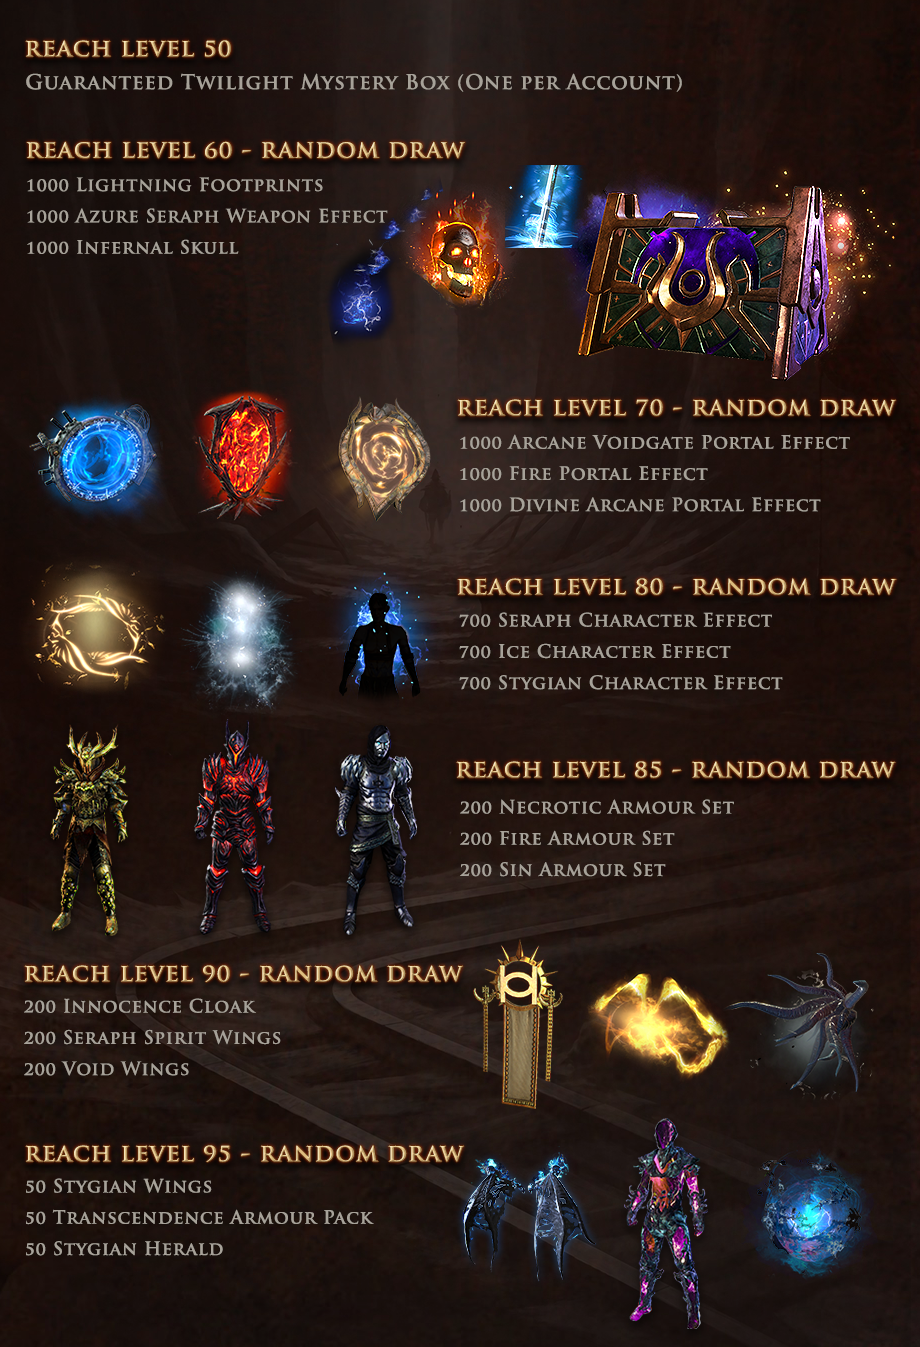 REACH LEVEL 50
GUARANTEED TWILIGHT MYSTERY BOX (ONE PER ACCOUNT)
REACH LEVEL 60 - RANDOM DRAW
1000 LIGHTNING FOOTPRINTS
1000 AZURE SERAPH WEAPON EFFECT
1000 INFERNAL SKULL
REACH LEVEL 70 - RANDOM DRAW
1000 ARCANE VOIDGATE PORTAL EFFECT
1000 FIRE PORTAL EFFECT
1000 DIVINE ARCANE PORTAL EFFECT
REACH LEVEL 80 - RANDOM DRAW
700 SERAPH CHARACTER EFFECT
700 ICE CHARACTER EFFECT
700 STYGIAN CHARACTER EFFECT
REACH LEVEL 85 - RANDOM DRAW
200 NECROTIC ARMOUR SET
200 FIRE ARMOUR SET
200 SIN ARMOUR SET
REACH LEVEL 90 - RANDOM DRAW
200 INNOCENCE CLOAK
200 SERAPH SPIRIT WINGS
200 VOID WINGS
REACH LEVEL 95 - RANDOM DRAW
50 STYGIAN WINGS
50 TRANSCENDENCE ARMOUR PACK
50 STYGIAN HERALD